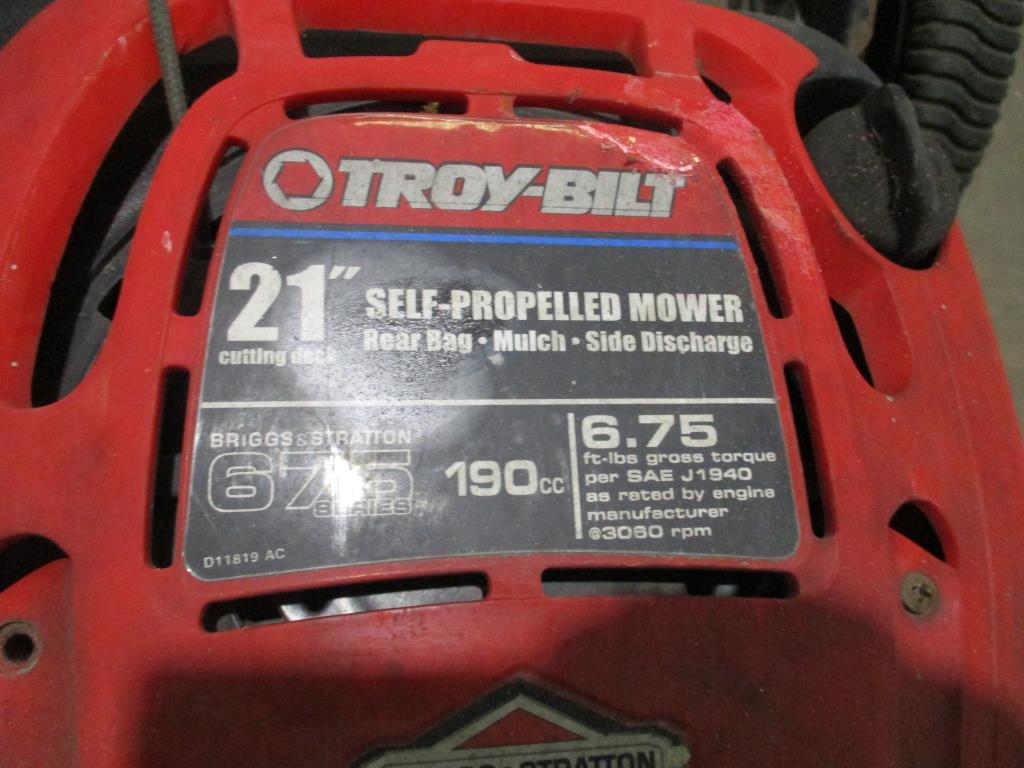 TROY-BILT
21" SELF-PROPELLED MOWER
cutting deck Rear Bag • Mulch • Side Discharge
BRIGGS&STRATTON
675
SERIES
190cc
6.75
ft-lbs gross torque
per SAE J1940
as rated by engine
manufacturer
@3060 rpm
D11819 AC
& STRATTON